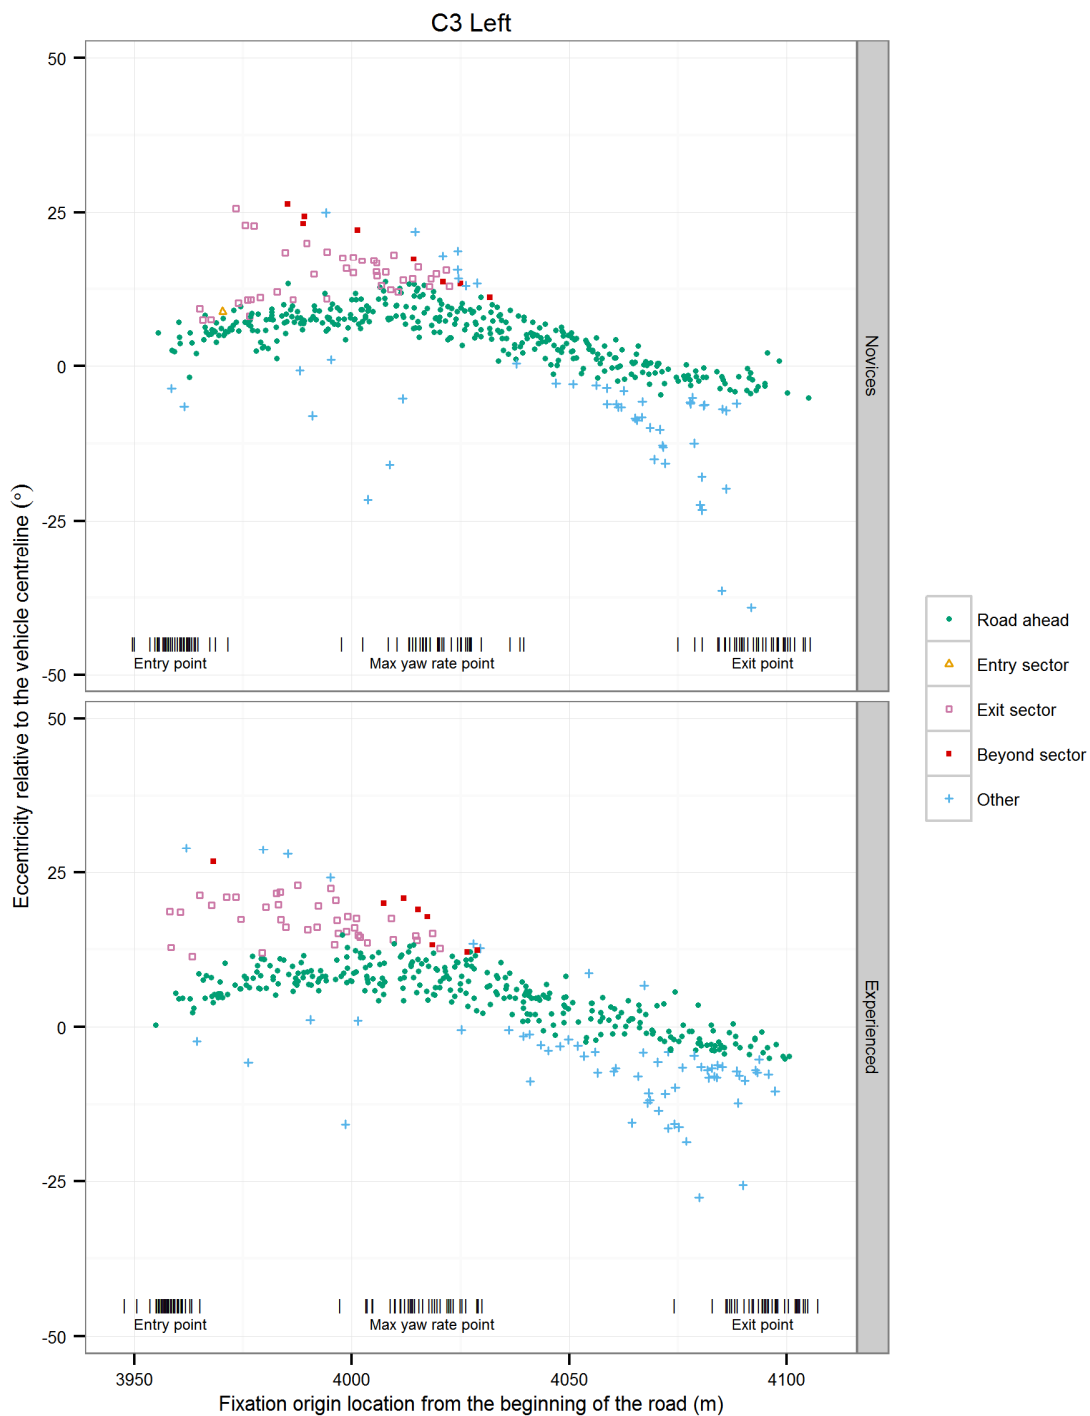 C3 Left
Eccentricity relative to the vehicle centreline (°)
50
25
0
-25
-50
Entry point
Max yaw rate point
Exit point
Novices
50
25
0
-25
-50
Entry point
Max yaw rate point
Exit point
Experienced
3950
4000
4050
4100
Fixation origin location from the beginning of the road (m)
Road ahead
Entry sector
Exit sector
Beyond sector
Other